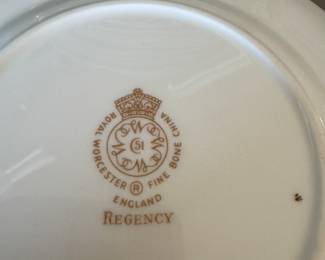 ROYAL WORCESTER ® FINE BONE CHINA
51
ENGLAND
REGENCY